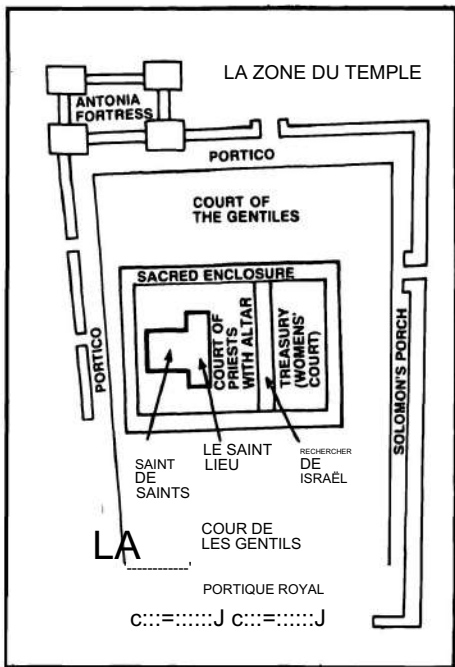 LA ZONE DU TEMPLE
ANTONIA
FORTRESS
PORTICO
COURT OF
THE GENTILES
SACRED ENCLOSURE
COURT OF
PRIESTS
WITH ALTAR
TREASURY
(WOMENS'
COURT)
PORTICO
SOLOMON'S PORCH
SAINT
DE
SAINTS
LE SAINT
LIEU
RECHERCHER
DE
ISRAËL
LA
COUR DE
LES GENTILS
PORTIQUE ROYAL
c:::=::::::J c:::=::::::J